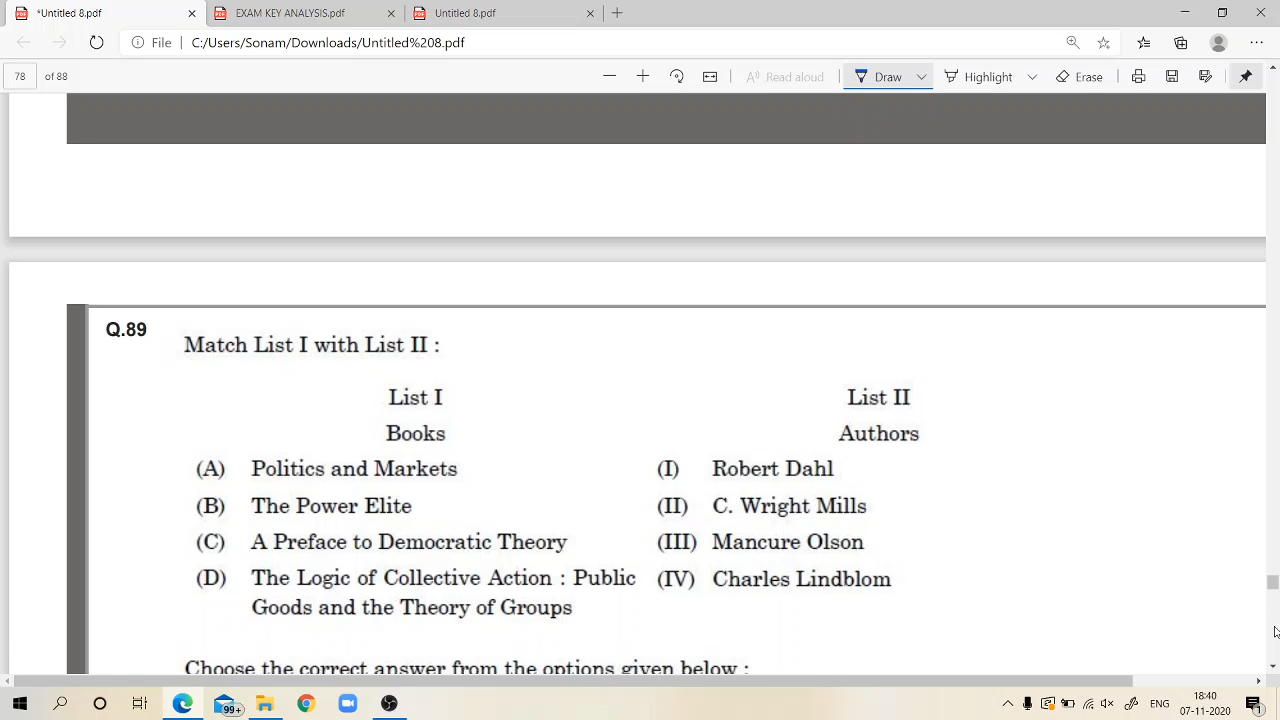 *Untitled 8.pdf
EXAM KEY ANALYSIS.pdf
Untitled 8.pdf
File
C:/Users/Sonam/Downloads/Untitled%208.pdf
78 of 88
Read aloud
Draw
Highlight
Erase
Q.89
Match List I with List II :
List I List II
Books Authors
(A) Politics and Markets (I) Robert Dahl
(B) The Power Elite (II) C. Wright Mills
(C) A Preface to Democratic Theory (III) Mancure Olson
(D) The Logic of Collective Action : Public (IV) Charles Lindblom
Goods and the Theory of Groups
Choose the correct answer from the options given below :
99+
ENG
18:40
07-11-2020
1